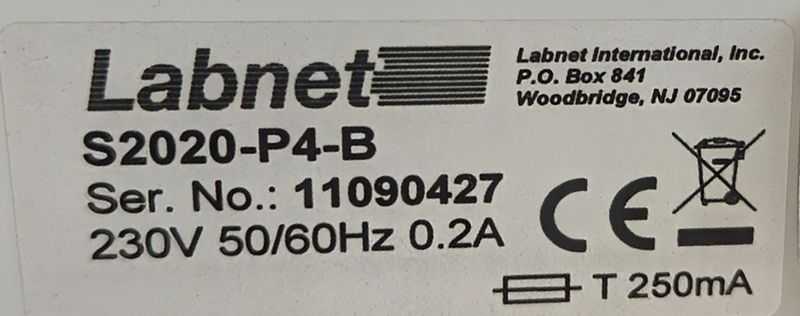 Labnet
Labnet International, Inc.
P.O. Box 841
Woodbridge, NJ 07095
S2020-P4-B
Ser. No.: 11090427
230V 50/60Hz 0.2A
CE
T 250mA